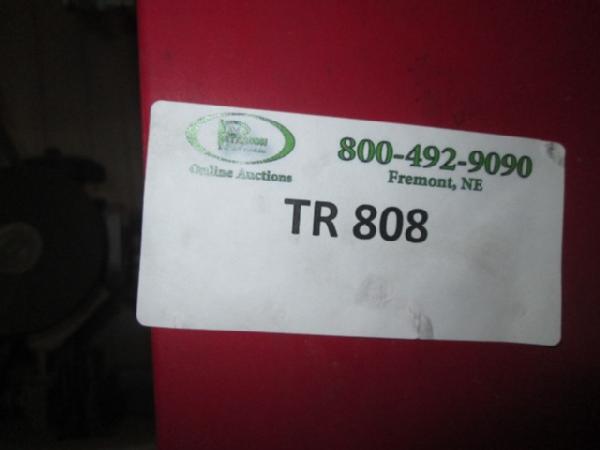 Online Auctions
800-492-9090
Fremont, NE
TR 808